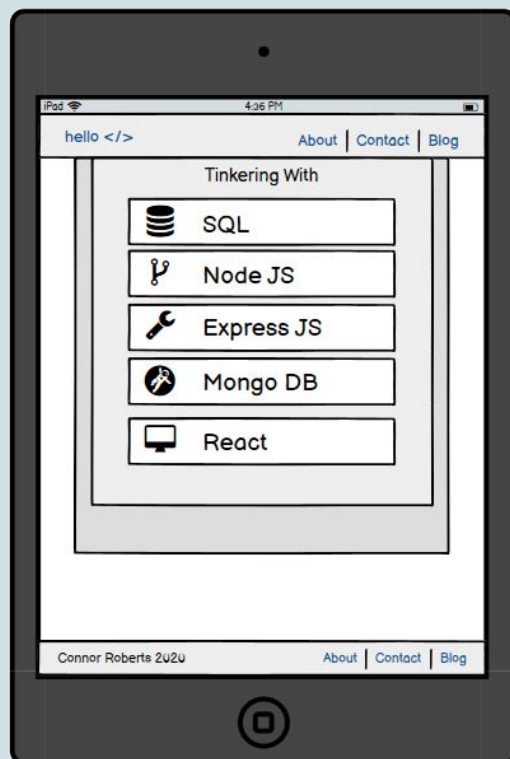 iPad 4:36 PM
hello </> About Contact Blog
Tinkering With
SQL
Node JS
Express JS
Mongo DB
React
Connor Roberts 2020 About Contact Blog